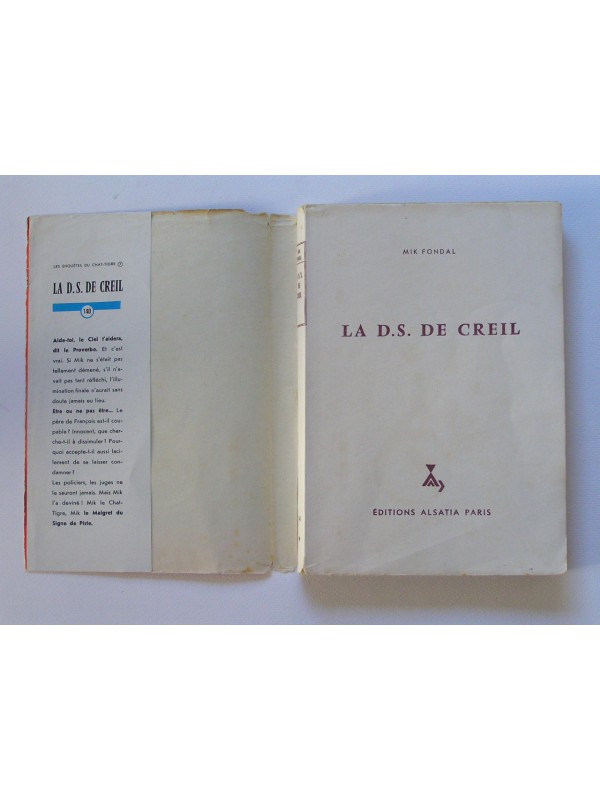 LES ENQUÊTES DU CHAT-TIGRE 7
LA D.S. DE CREIL
140
Aide-toi, le Ciel t'aidera,
dit le Proverbe. Et c'est
vrai. Si Mik ne s'était pas
tellement démené, s'il n'a-
vait pas tant réfléchi, l'illu-
mination finale n'aurait sans
doute jamais eu lieu.
Etre ou ne pas être... Le
père de François est-il cou-
pable ? Innocent, que cher-
che-t-il à dissimuler ? Pour-
quoi accepte-t-il aussi faci-
lement de se laisser con-
damner ?
Les policiers, les juges ne
le sauront jamais. Mais Mik
l'a deviné ! Mik le Chat-
Tigre, Mik le Maigret du
Signe de Piste.
MIK FONDAL
LA D.S. DE CREIL
ÉDITIONS ALSATIA PARIS